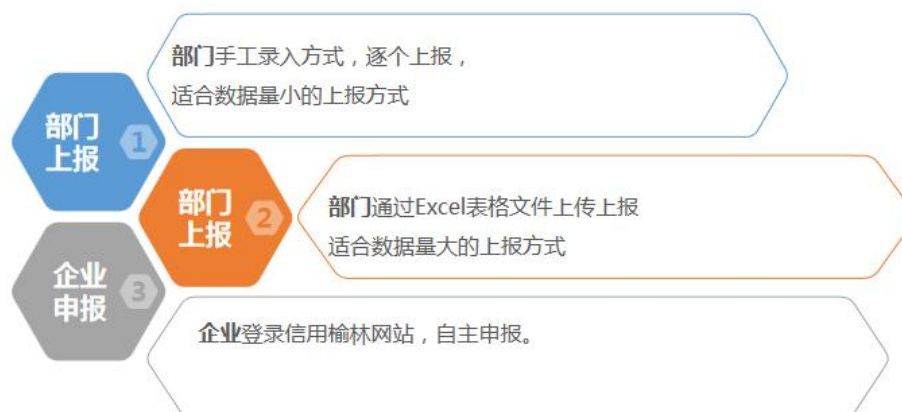 部门手工录入方式，逐个上报，
适合数据量小的上报方式
部门
上报
1
部门
上报
2
部门通过Excel表格文件上传上报
适合数据量大的上报方式
企业
申报
3
企业登录信用榆林网站，自主申报。